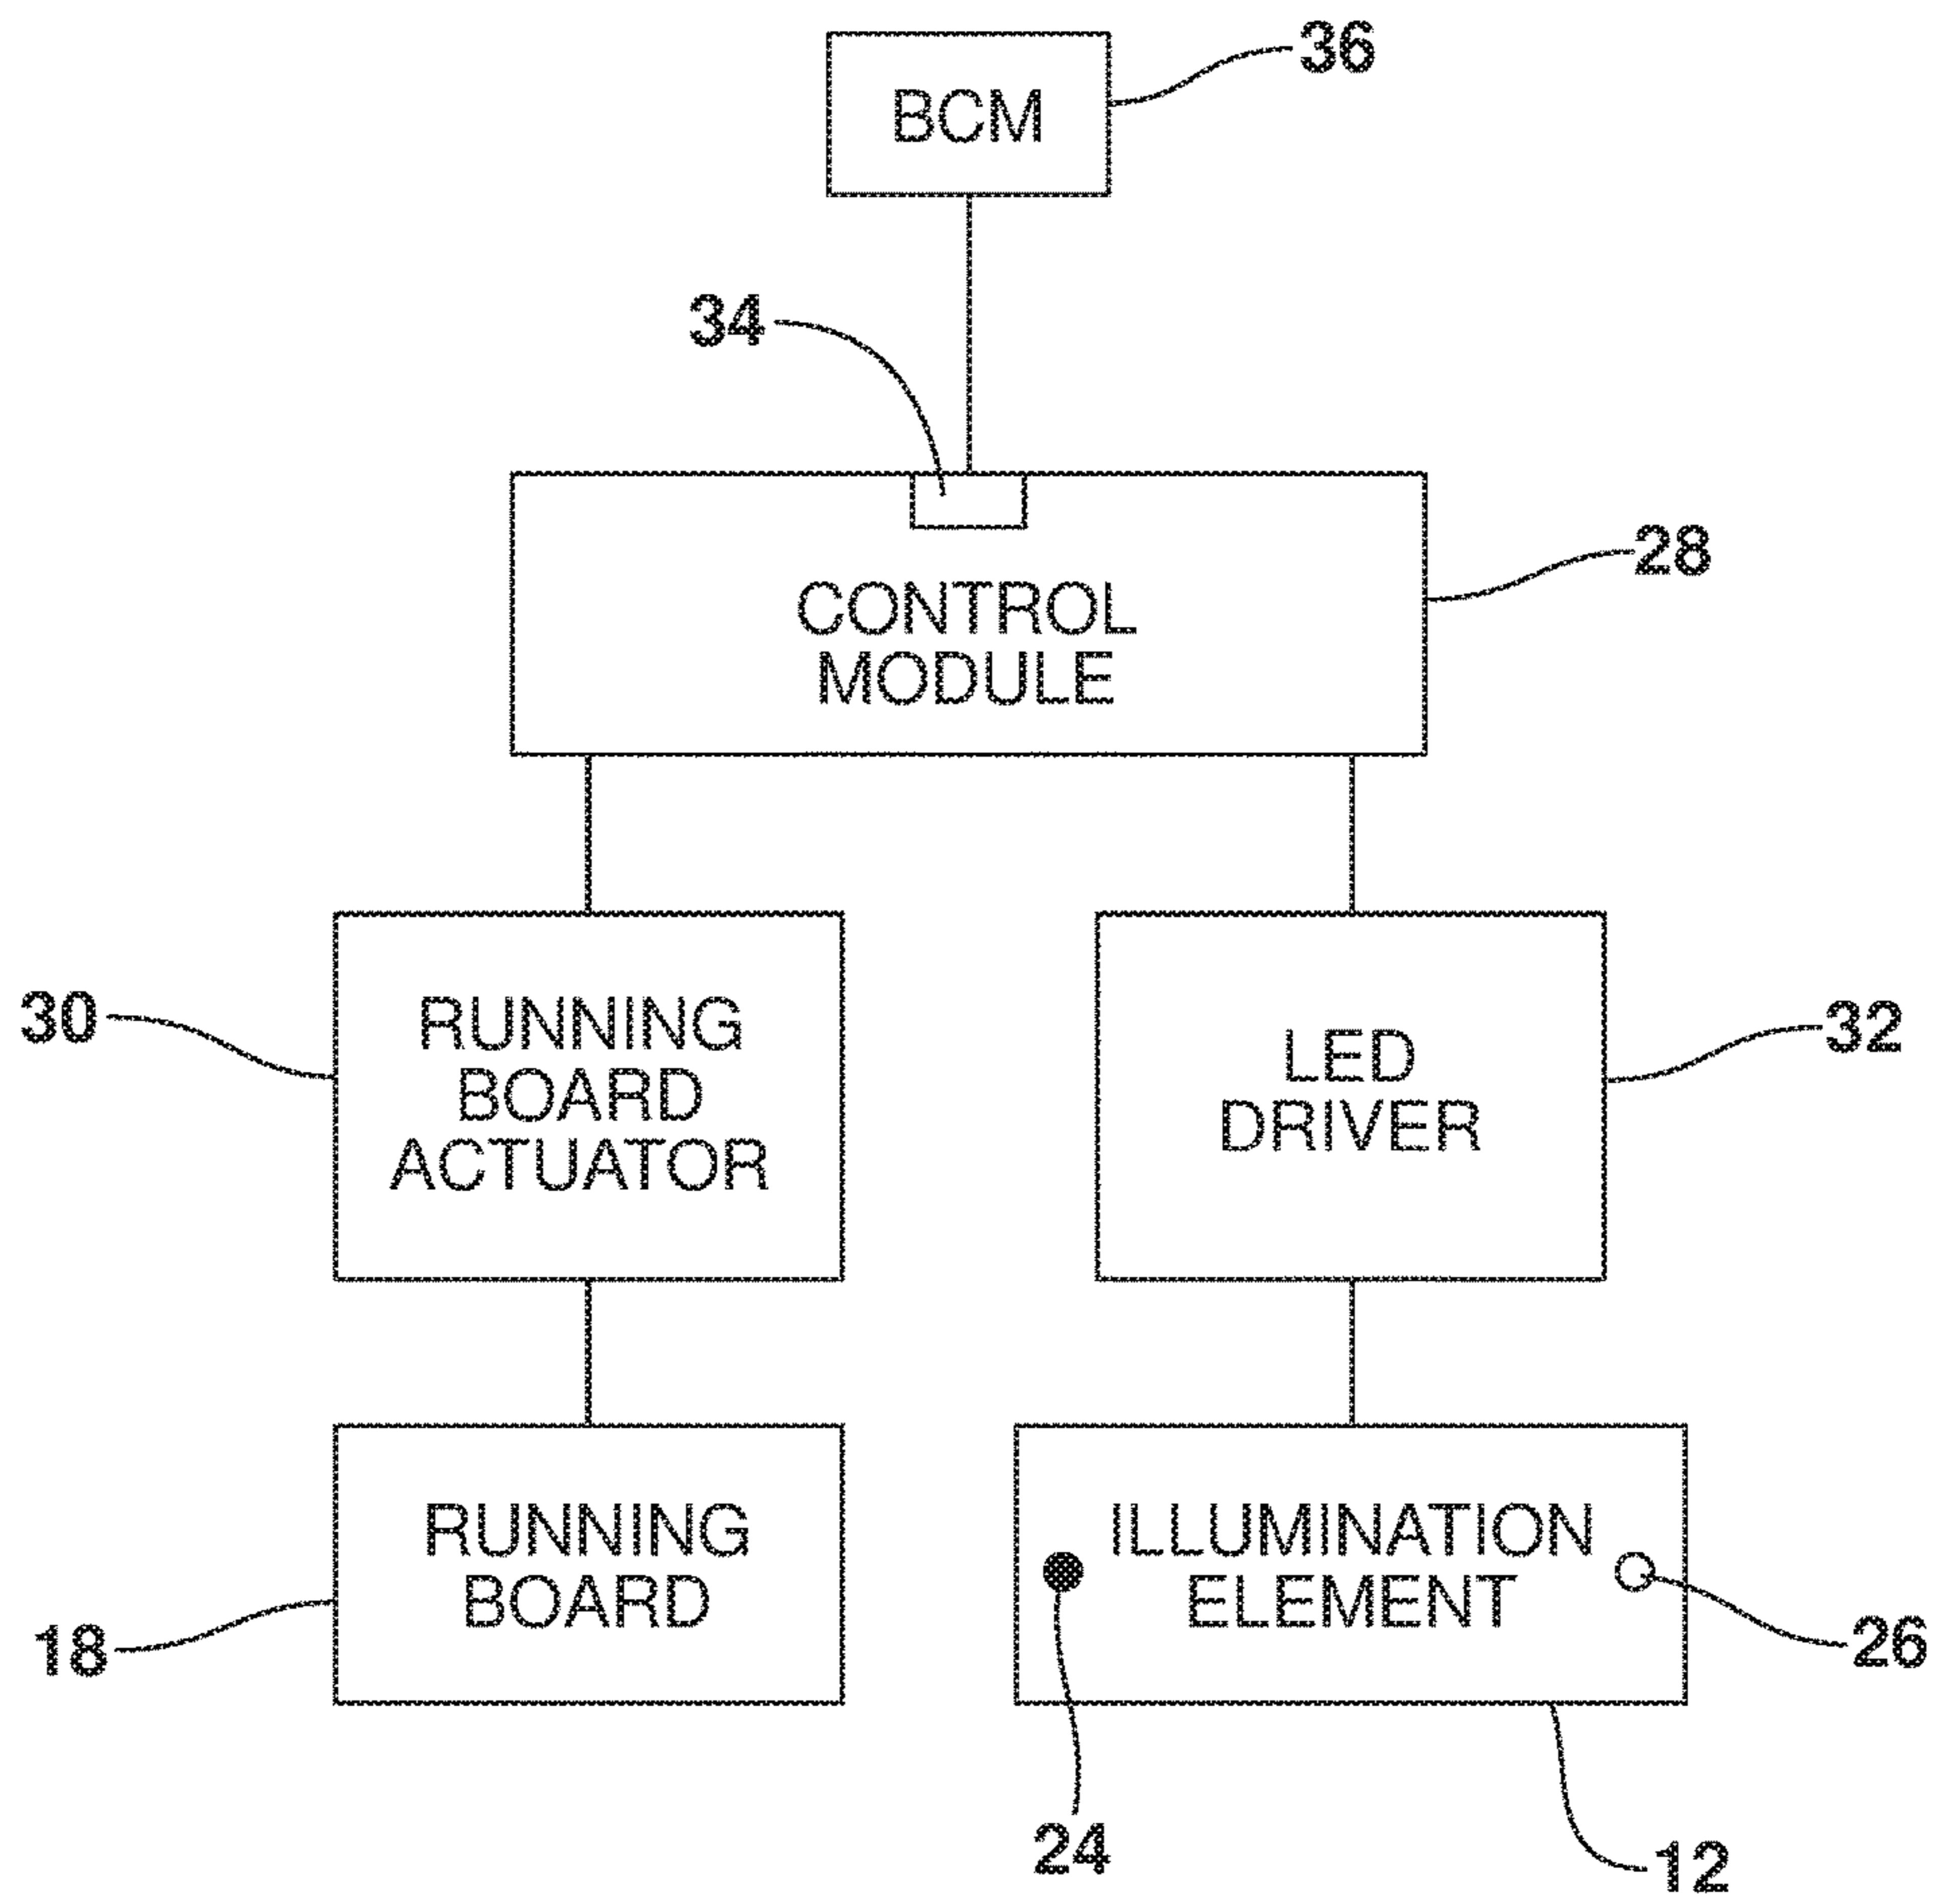 36
BCM
34
28
CONTROL
MODULE
30
RUNNING
BOARD
ACTUATOR
LED
DRIVER
32
RUNNING
BOARD
18
ILLUMINATION
ELEMENT
26
24
12